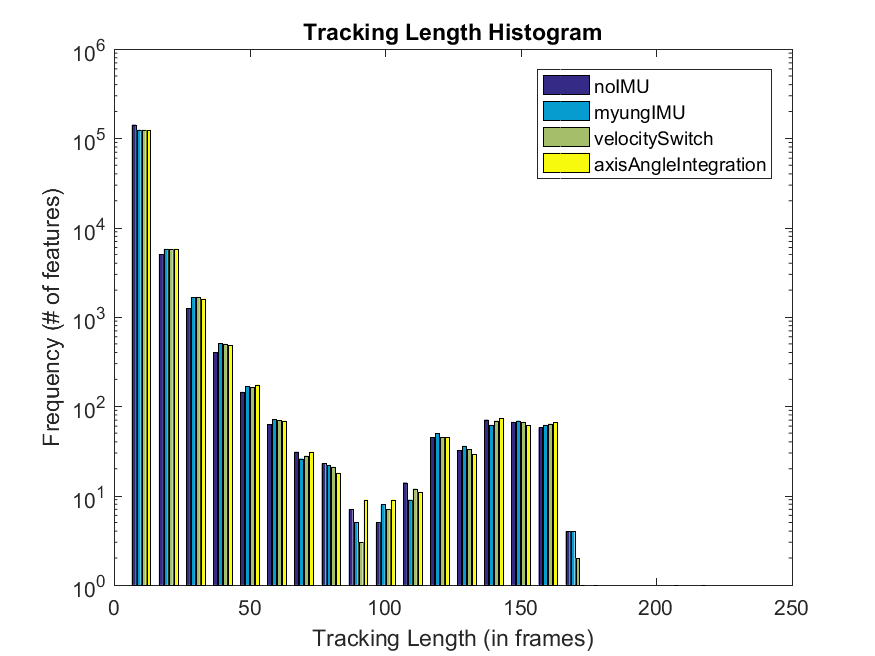 Tracking Length Histogram
noIMU
myungIMU
velocitySwitch
axisAngleIntegration
Frequency (# of features)
10^6
10^5
10^4
10^3
10^2
10^1
10^0
0 50 100 150 200 250
Tracking Length (in frames)